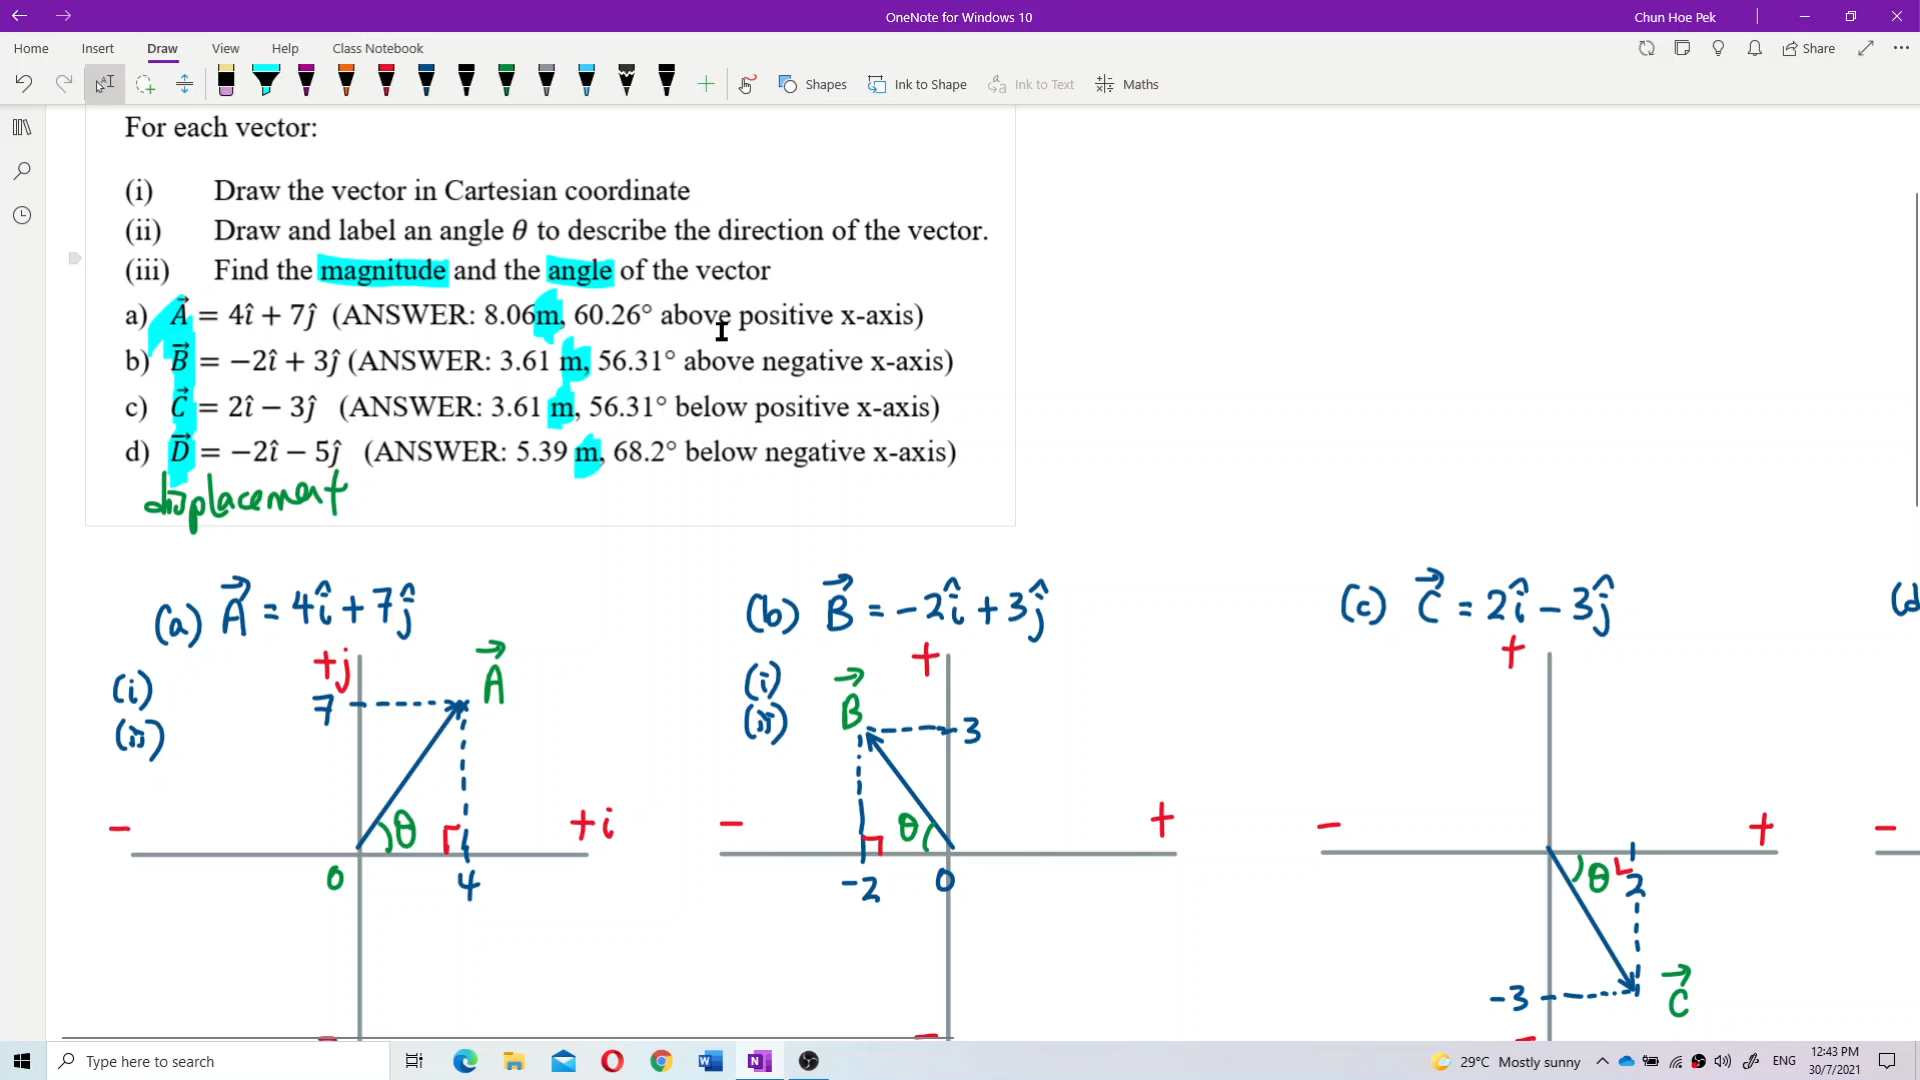 OneNote for Windows 10
Chun Hoe Pek
Home Insert Draw View Help Class Notebook
Share
Shapes Ink to Shape Ink to Text Maths
For each vector:
(i) Draw the vector in Cartesian coordinate
(ii) Draw and label an angle θ to describe the direction of the vector.
(iii) Find the magnitude and the angle of the vector
a) A⃗ = 4î + 7ĵ (ANSWER: 8.06m, 60.26° above positive x-axis)
b) B⃗ = −2î + 3ĵ (ANSWER: 3.61 m, 56.31° above negative x-axis)
c) C⃗ = 2î − 3ĵ (ANSWER: 3.61 m, 56.31° below positive x-axis)
d) D⃗ = −2î − 5ĵ (ANSWER: 5.39 m, 68.2° below negative x-axis)
displacement
(a) A⃗ = 4î + 7ĵ
(i)
(ii)
+j
7
A⃗
θ
- +i
0 4
(b) B⃗ = -2î + 3ĵ
(i)
(ii)
+
B⃗
3
θ
- +
-2 0
-
(c) C⃗ = 2î - 3ĵ
+
- +
θ 2
-3
C⃗
-
(d
-
Type here to search
29°C Mostly sunny
ENG
12:43 PM
30/7/2021